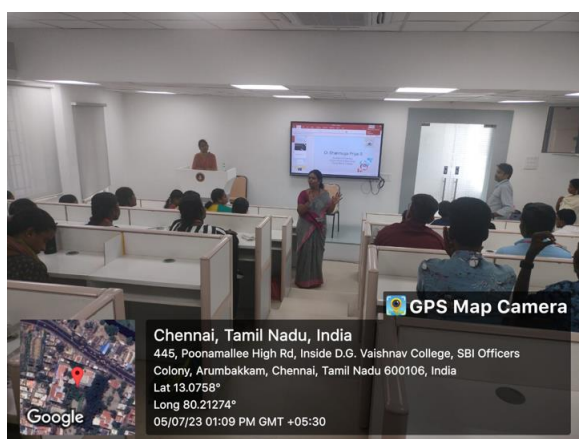 GPS Map Camera
Chennai, Tamil Nadu, India
445, Poonamallee High Rd, Inside D.G. Vaishnav College, SBI Officers
Colony, Arumbakkam, Chennai, Tamil Nadu 600106, India
Lat 13.0758°
Long 80.21274°
05/07/23 01:09 PM GMT +05:30
Google